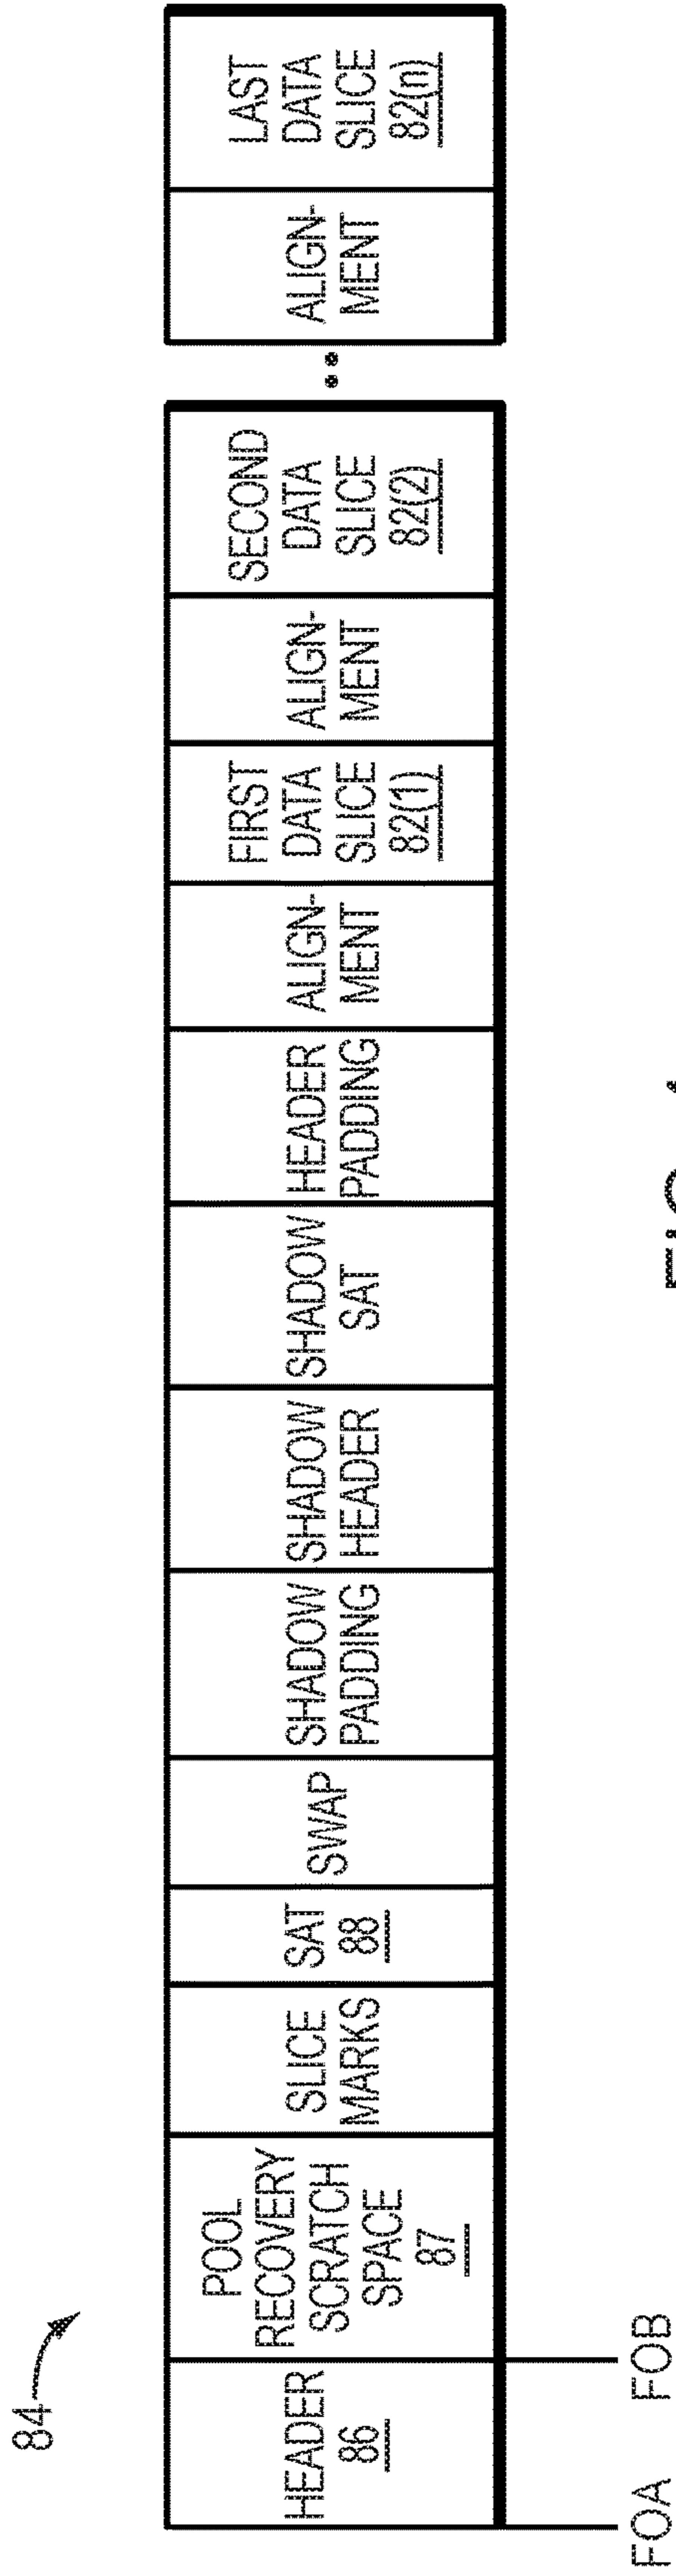 84
HEADER
86
POOL
RECOVERY
SCRATCH
SPACE
87
SLICE
MARKS
SAT
88
SWAP
SHADOW
PADDING
SHADOW
HEADER
SHADOW
SAT
HEADER
PADDING
ALIGN-
MENT
FIRST
DATA
SLICE
82(1)
ALIGN-
MENT
SECOND
DATA
SLICE
82(2)
ALIGN-
MENT
LAST
DATA
SLICE
82(n)
FOA
FOB